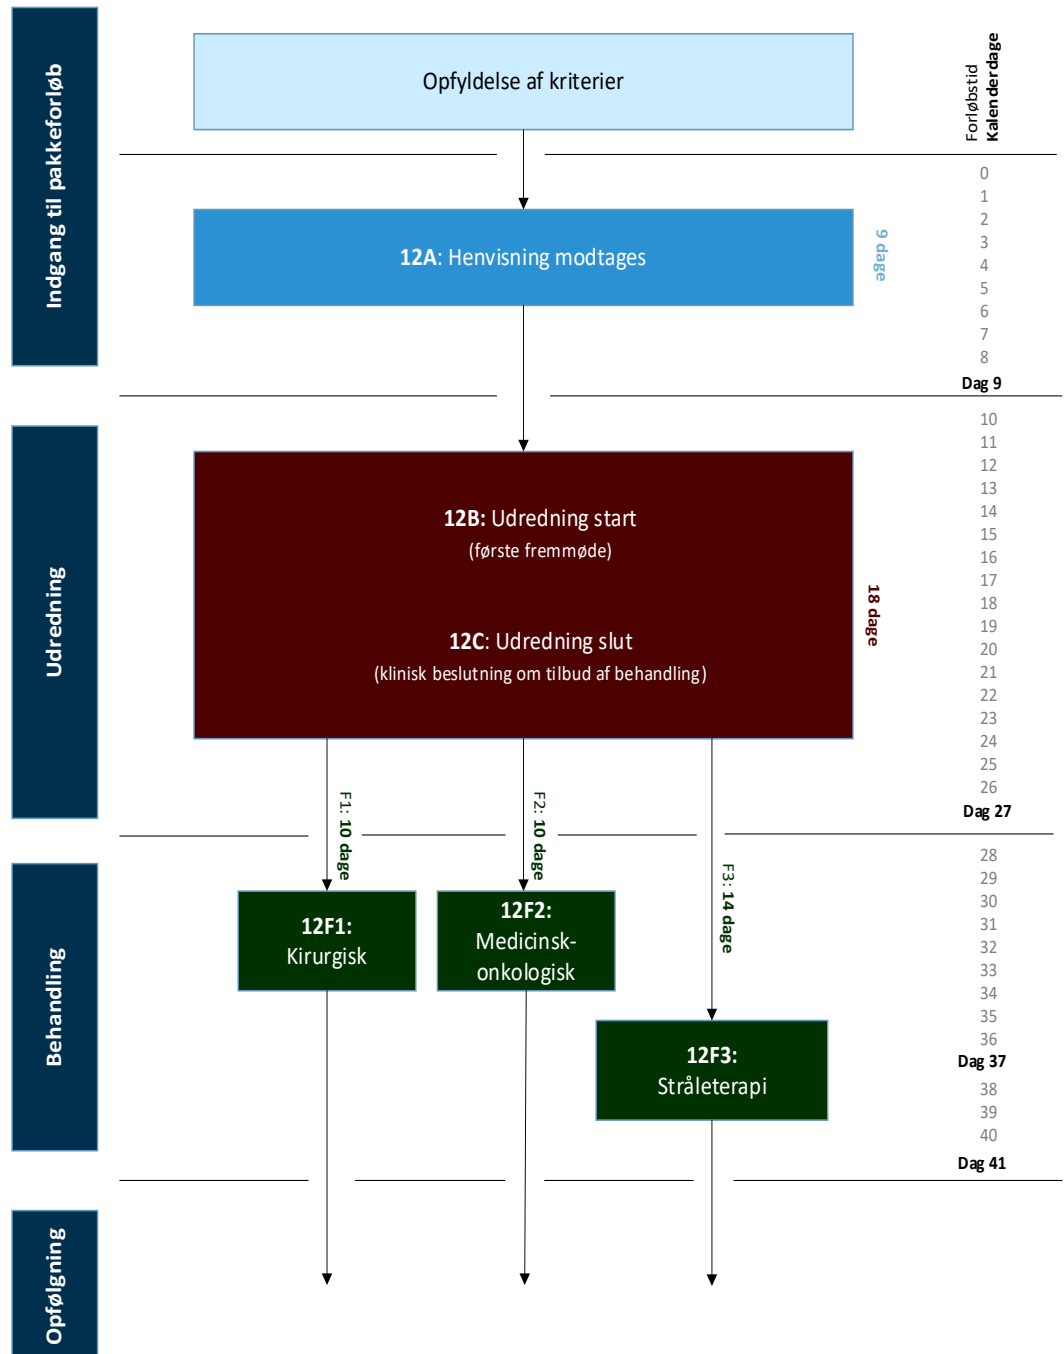 Indgang til pakkeforløb
Opfyldelse af kriterier
Forløbstid
Kalenderdage
12A: Henvisning modtages
9 dage
0
1
2
3
4
5
6
7
8
Dag 9
Udredning
12B: Udredning start
(første fremmøde)
12C: Udredning slut
(klinisk beslutning om tilbud af behandling)
18 dage
10
11
12
13
14
15
16
17
18
19
20
21
22
23
24
25
26
Dag 27
F1: 10 dage
F2: 10 dage
F3: 14 dage
Behandling
12F1:
Kirurgisk
12F2:
Medicinsk-
onkologisk
12F3:
Stråleterapi
28
29
30
31
32
33
34
35
36
Dag 37
38
39
40
Dag 41
Opfølgning